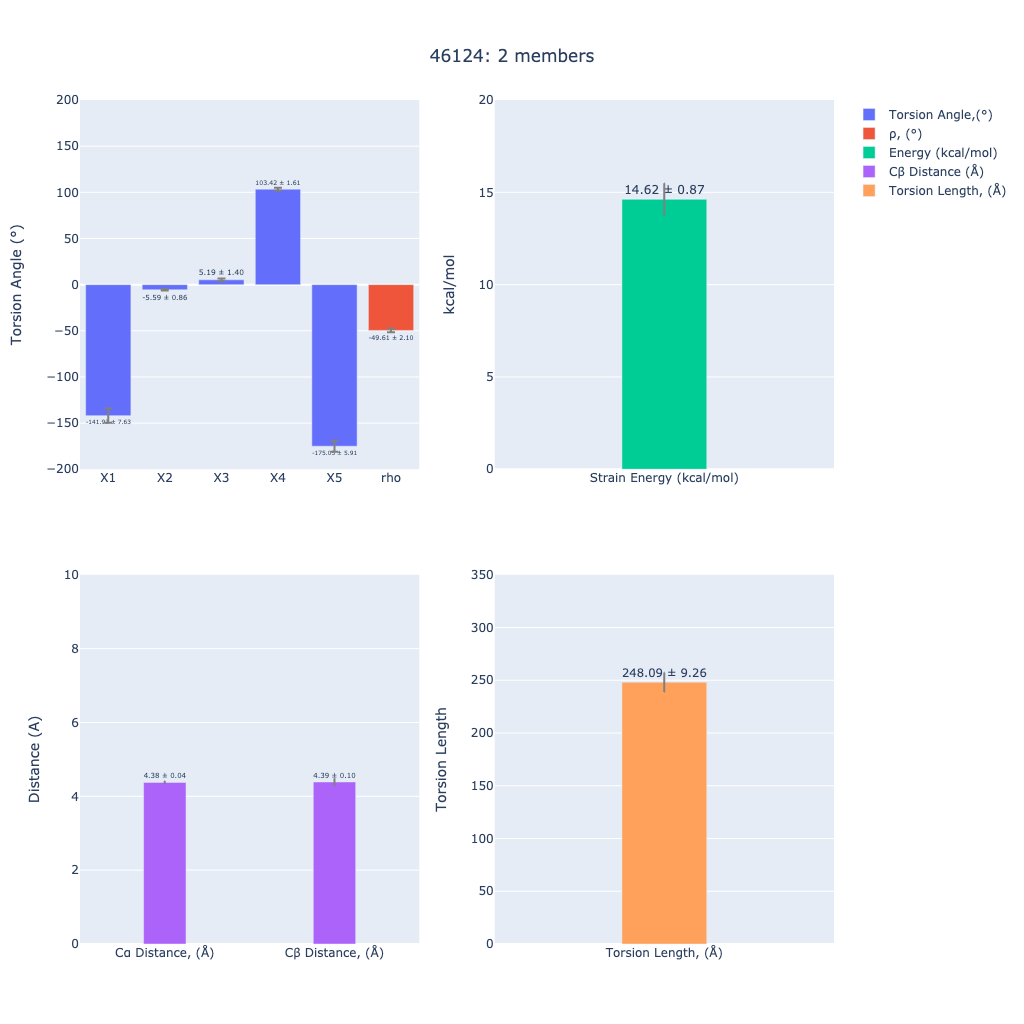 46124: 2 members
Torsion Angle (°)
200
150
100
50
0
−50
−100
−150
−200
5.59 ± 0.86
5.19 ± 1.40
103.42 ± 1.61
-49.61 ± 2.10
X1
X2
X3
X4
X5
rho
kcal/mol
20
15
10
5
0
14.62 ± 0.87
Strain Energy (kcal/mol)
Torsion Angle,(°)
ρ, (°)
Energy (kcal/mol)
Cβ Distance (Å)
Torsion Length, (Å)
Distance (A)
10
8
6
4
2
0
4.38 ± 0.04
4.39 ± 0.10
Cα Distance, (Å)
Cβ Distance, (Å)
Torsion Length
350
300
250
200
150
100
50
0
248.09 ± 9.26
Torsion Length, (Å)